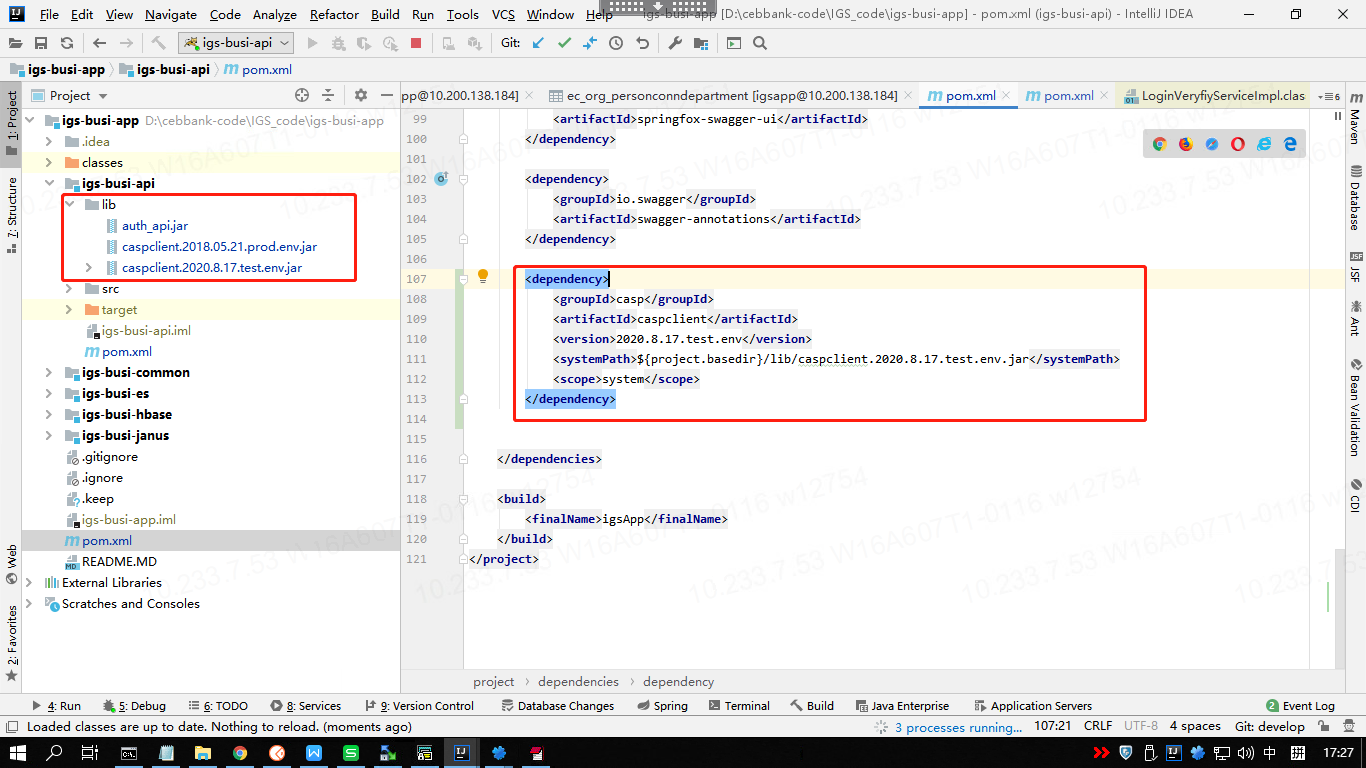 File Edit View Navigate Code Analyze Refactor Build Run Tools VCS Window Help igs-busi-app [D:\cebbank-code\IGS_code\igs-busi-app] - pom.xml (igs-busi-api) - IntelliJ IDEA
igs-busi-api Git:
igs-busi-app igs-busi-api pom.xml
Project pp@10.200.138.184] ec_org_personconndepartment [igsapp@10.200.138.184] pom.xml pom.xml LoginVeryfiyServiceImpl.clas 6
igs-busi-app D:\cebbank-code\IGS_code\igs-busi-app
.idea
classes
igs-busi-api
lib
auth_api.jar
caspclient.2018.05.21.prod.env.jar
caspclient.2020.8.17.test.env.jar
src
target
igs-busi-api.iml
pom.xml
igs-busi-common
igs-busi-es
igs-busi-hbase
igs-busi-janus
.gitignore
.ignore
.keep
igs-busi-app.iml
pom.xml
README.MD
External Libraries
Scratches and Consoles
1: Project
7: Structure
Web
2: Favorites
99 <artifactId>springfox-swagger-ui</artifactId>
100 </dependency>
101
102 <dependency>
103 <groupId>io.swagger</groupId>
104 <artifactId>swagger-annotations</artifactId>
105 </dependency>
106
107 <dependency>
108 <groupId>casp</groupId>
109 <artifactId>caspclient</artifactId>
110 <version>2020.8.17.test.env</version>
111 <systemPath>${project.basedir}/lib/caspclient.2020.8.17.test.env.jar</systemPath>
112 <scope>system</scope>
113 </dependency>
114
115
116 </dependencies>
117
118 <build>
119 <finalName>igsApp</finalName>
120 </build>
121 </project>
Maven
Database
JSF
Ant
Bean Validation
CDI
10.233.7.53 W16A607T1-0116 w12754
project dependencies dependency
4: Run 5: Debug 6: TODO 8: Services 9: Version Control Database Changes Spring Terminal Build Java Enterprise Application Servers 2 Event Log
Loaded classes are up to date. Nothing to reload. (moments ago) 3 processes running... 107:21 CRLF UTF-8 4 spaces Git: develop
中 拼 17:27